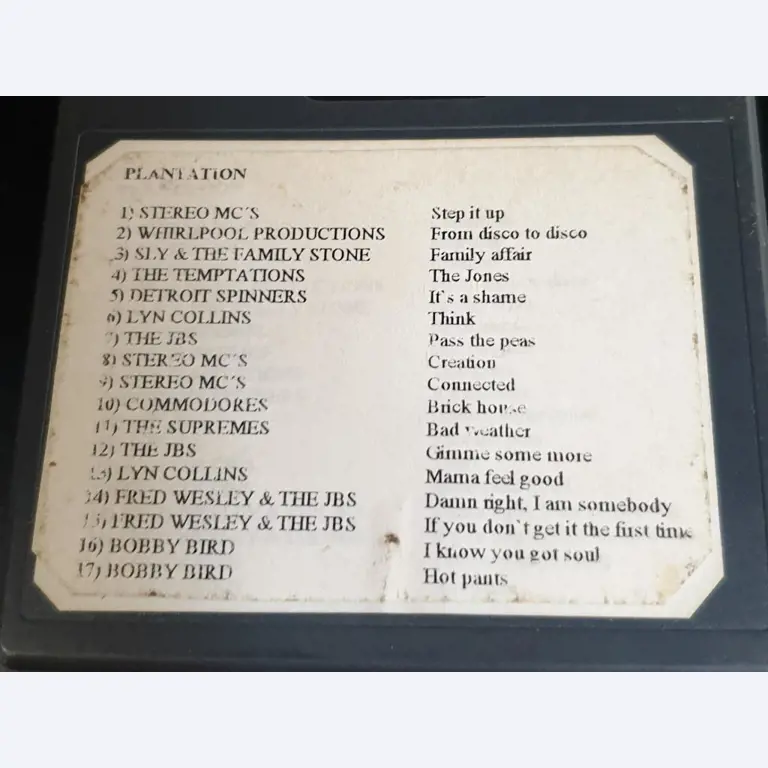 PLANTATION
1) STEREO MC´S Step it up
2) WHIRLPOOL PRODUCTIONS From disco to disco
3) SLY & THE FAMILY STONE Family affair
4) THE TEMPTATIONS The Jones
5) DETROIT SPINNERS It`s a shame
6) LYN COLLINS Think
7) THE JBS Pass the peas
8) STEREO MC´S Creation
9) STEREO MC´S Connected
10) COMMODORES Brick house
11) THE SUPREMES Bad weather
12) THE JBS Gimme some more
13) LYN COLLINS Mama feel good
14) FRED WESLEY & THE JBS Damn right, I am somebody
15) FRED WESLEY & THE JBS If you don`t get it the first time
16) BOBBY BIRD I know you got soul
17) BOBBY BIRD Hot pants